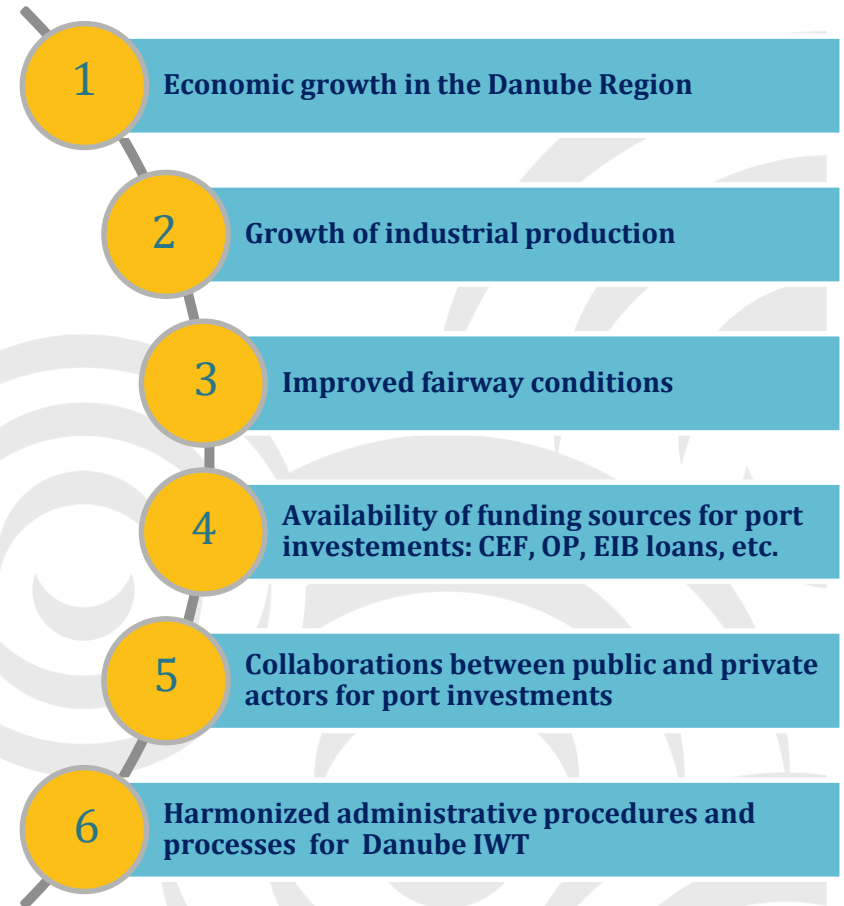 1
Economic growth in the Danube Region
2
Growth of industrial production
3
Improved fairway conditions
4
Availability of funding sources for port
investements: CEF, OP, EIB loans, etc.
5
Collaborations between public and private
actors for port investments
6
Harmonized administrative procedures and
processes for Danube IWT